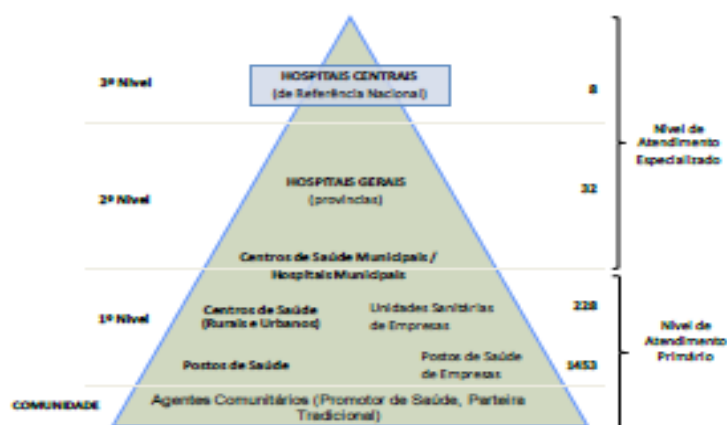 HOSPITAIS CENTRAIS
3º Nível
(de Referência Nacional)
8
Nível de
Atendimento
Especializado
HOSPITAIS GERAIS
2º Nível
(províncias)
32
Centros de Saúde Municipais /
Hospitais Municipais
1º Nível
Centros de Saúde
(Rurais e Urbanos)
Unidades Sanitárias
de Empresas
228
Nível de
Atendimento
Primário
Postos de Saúde
Postos de Saúde
de Empresas
1453
COMUNIDADE
Agentes Comunitários (Promotor de Saúde, Parteira
Tradicional)